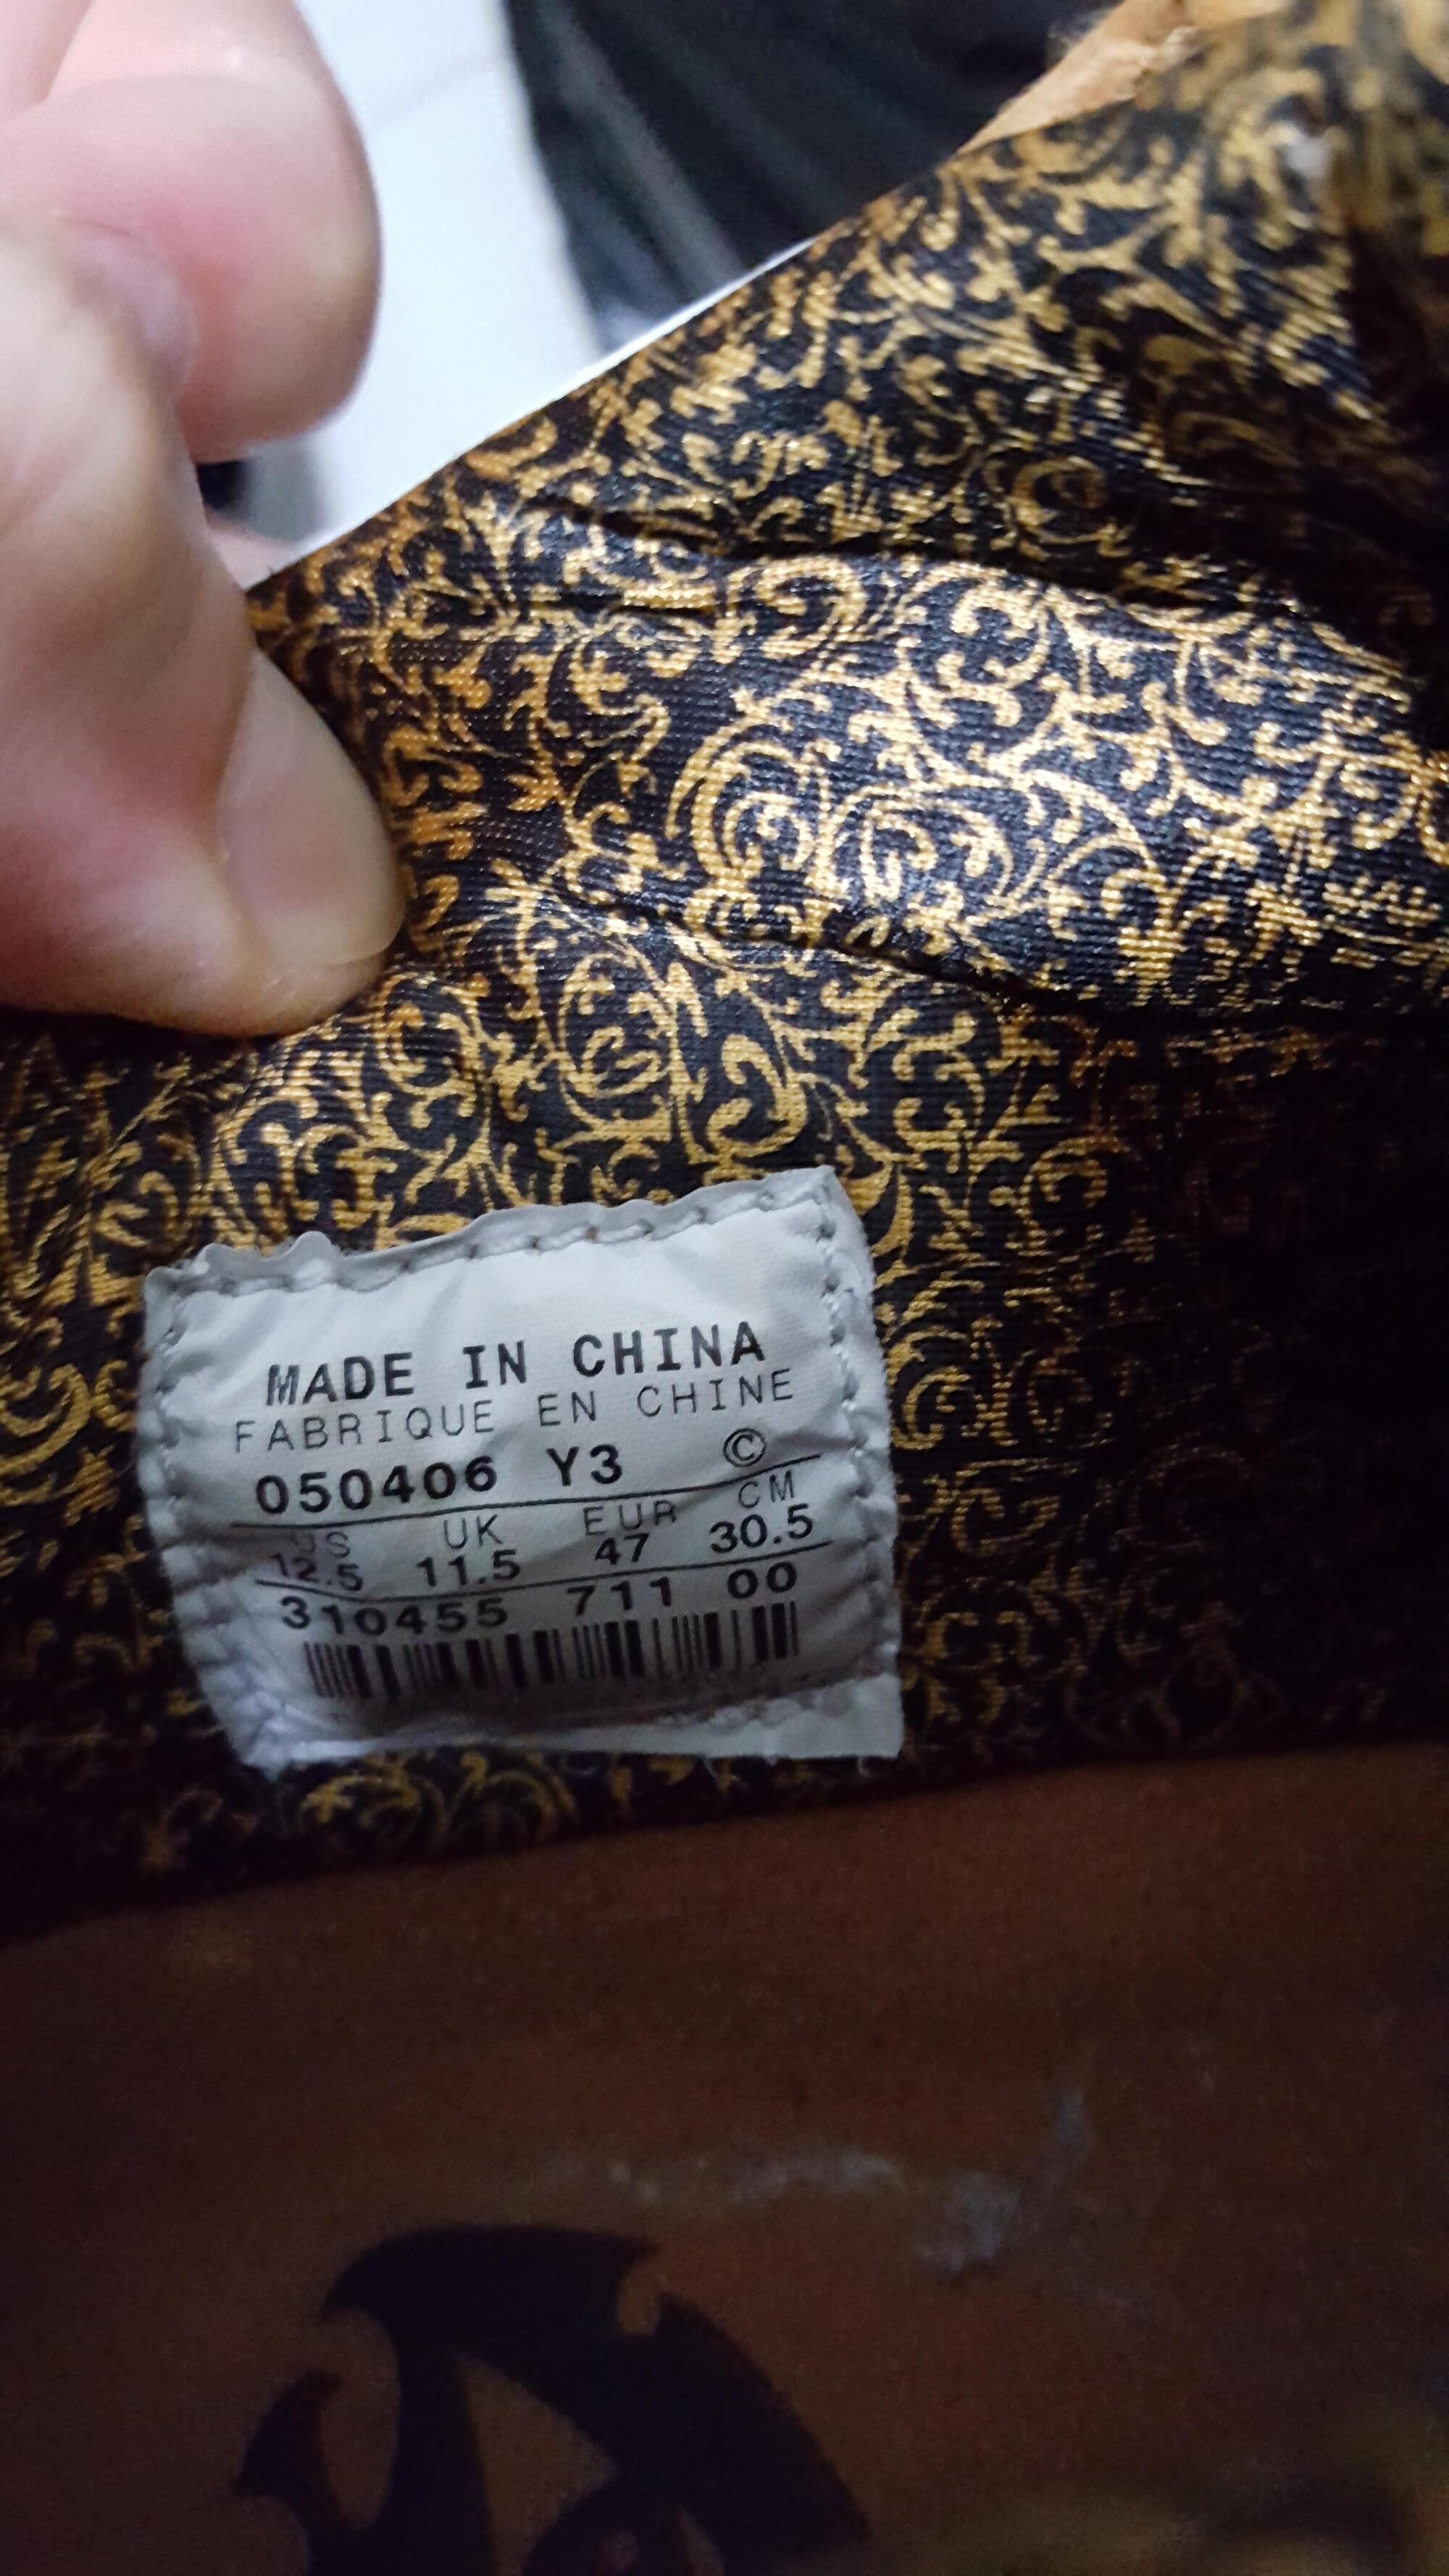 MADE IN CHINA
FABRIQUE EN CHINE
050406 Y3 ©
US UK EUR CM
12.5 11.5 47 30.5
310455 711 00